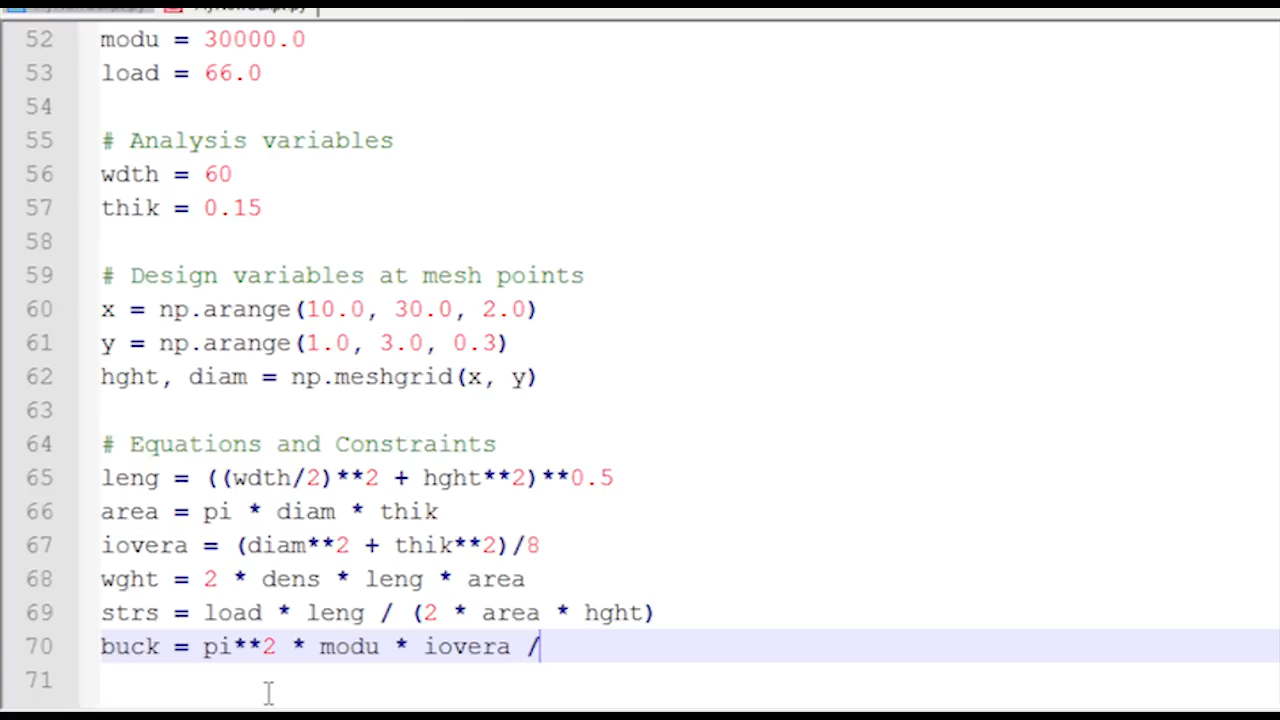 52 modu = 30000.0
53 load = 66.0
54
55 # Analysis variables
56 wdth = 60
57 thik = 0.15
58
59 # Design variables at mesh points
60 x = np.arange(10.0, 30.0, 2.0)
61 y = np.arange(1.0, 3.0, 0.3)
62 hght, diam = np.meshgrid(x, y)
63
64 # Equations and Constraints
65 leng = ((wdth/2)**2 + hght**2)**0.5
66 area = pi * diam * thik
67 iovera = (diam**2 + thik**2)/8
68 wght = 2 * dens * leng * area
69 strs = load * leng / (2 * area * hght)
70 buck = pi**2 * modu * iovera /
71